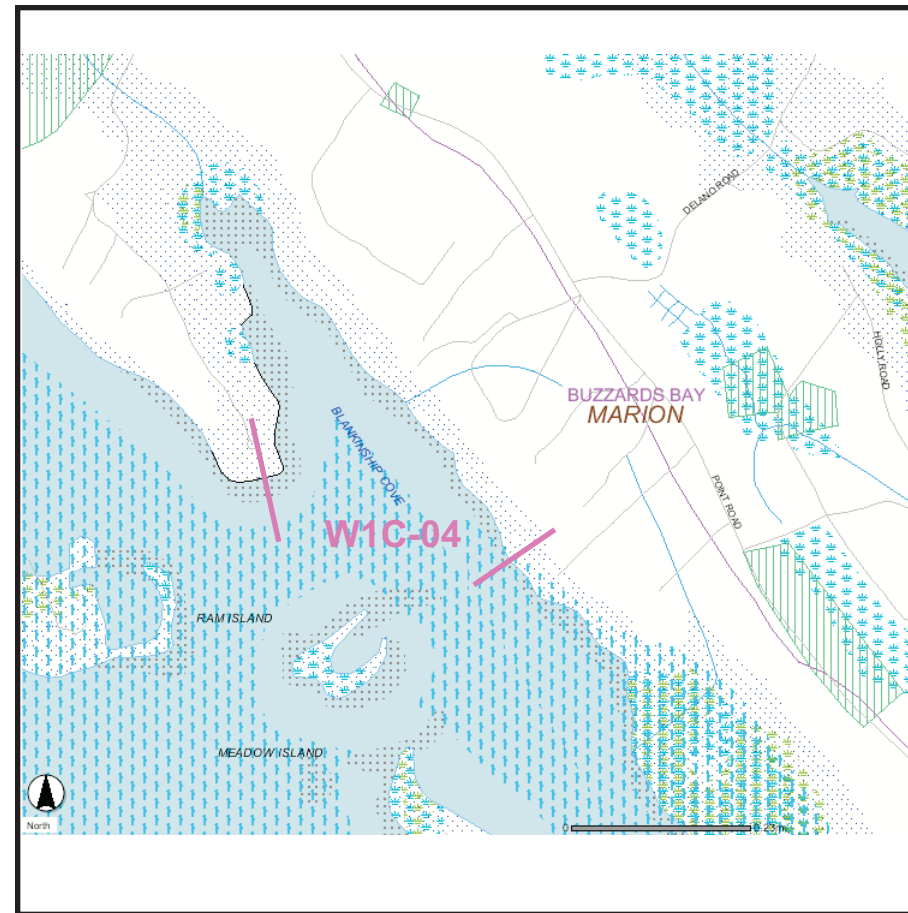 DELANO ROAD
HOLLY ROAD
BUZZARDS BAY
MARION
BLANKINSHIP COVE
POINT ROAD
W1C-04
RAM ISLAND
MEADOW ISLAND
North
0